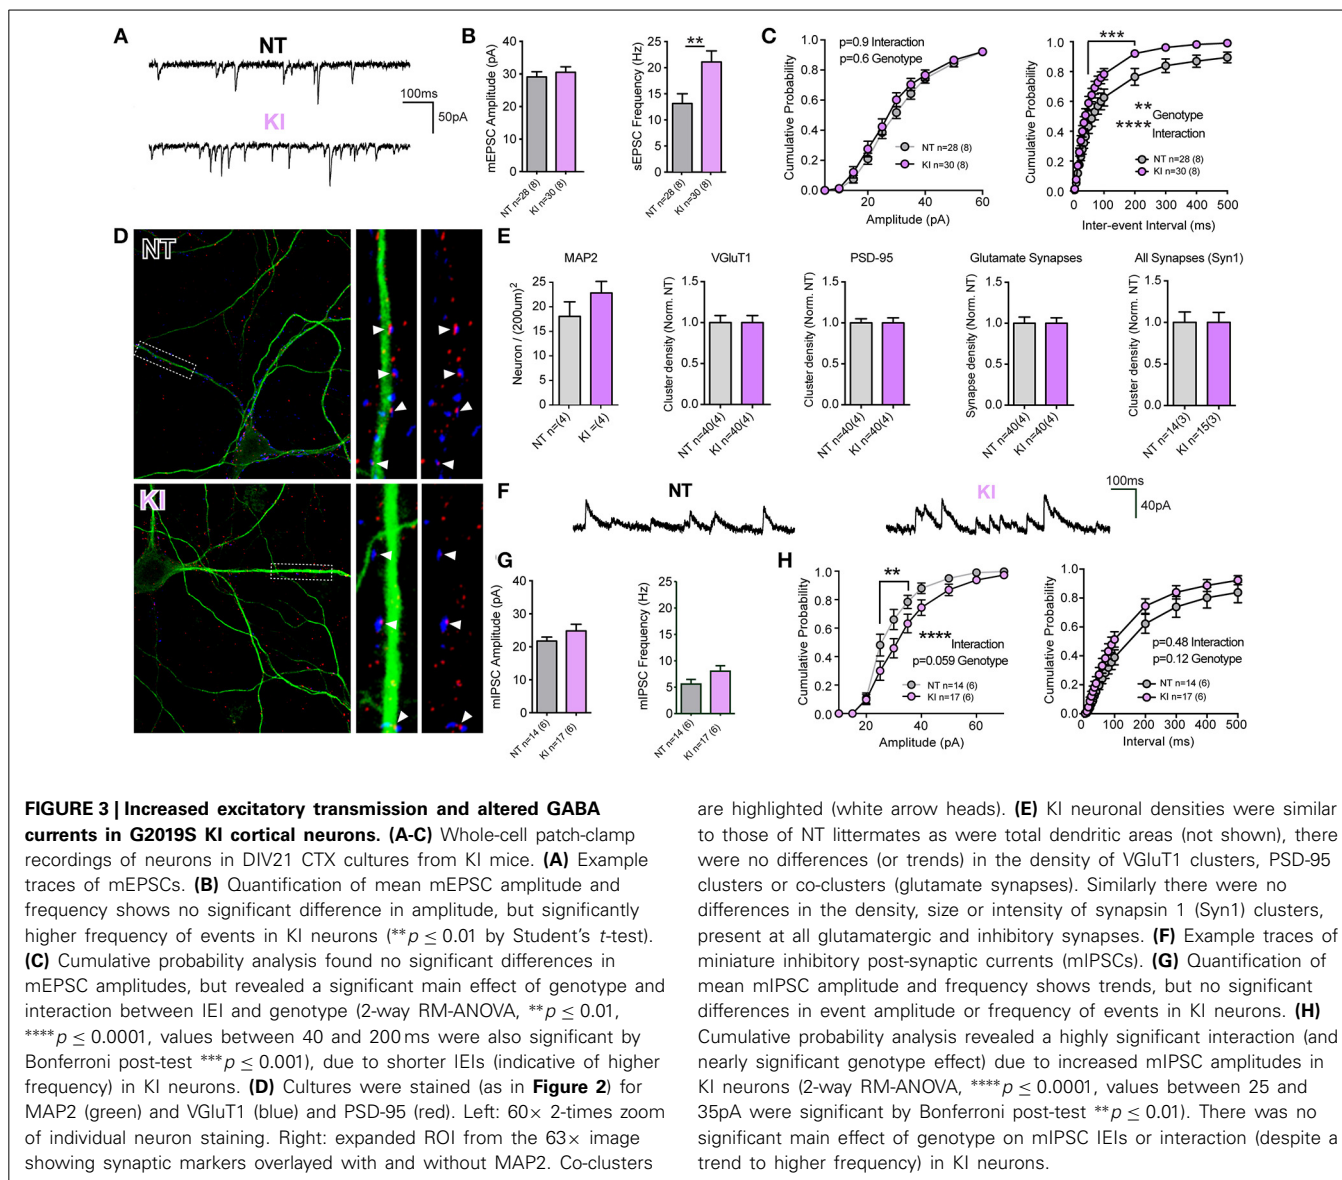 A
NT
100ms
50pA
KI
B
mEPSC Amplitude (pA)
40
30
20
10
0
NT n=28 (8)
KI n=30 (8)
sEPSC Frequency (Hz)
25
20
15
10
5
0
**
NT n=28 (8)
KI n=30 (8)
C
Cumulative Probability
1.0
0.8
0.6
0.4
0.2
0.0
p=0.9 Interaction
p=0.6 Genotype
NT n=28 (8)
KI n=30 (8)
20
40
60
Amplitude (pA)
Cumulative Probability
1.0
0.8
0.6
0.4
0.2
0.0
***
**
Genotype
****
Interaction
NT n=28 (8)
KI n=30 (8)
0 100 200 300 400 500
Inter-event Interval (ms)
D
NT
KI
E
MAP2
Neuron / (200um)2
25
20
15
10
5
0
NT n=(4)
KI =(4)
VGluT1
Cluster density (Norm. NT)
1.5
1.0
0.5
0.0
NT n=40(4)
KI n=40(4)
PSD-95
Cluster density (Norm. NT)
1.5
1.0
0.5
0.0
NT n=40(4)
KI n=40(4)
Glutamate Synapses
Synapse density (Norm. NT)
1.5
1.0
0.5
0.0
NT n=40(4)
KI n=40(4)
All Synapses (Syn1)
Cluster density (Norm. NT)
1.5
1.0
0.5
0.0
NT n=14(3)
KI n=15(3)
F
NT
KI
100ms
40pA
G
mIPSC Amplitude (pA)
40
30
20
10
0
NT n=14 (6)
KI n=17 (6)
mIPSC Frequency (Hz)
25
20
15
10
5
0
NT n=14 (6)
KI n=17 (6)
H
Cumulative Probability
1.0
0.8
0.6
0.4
0.2
0.0
**
**** Interaction
p=0.059 Genotype
NT n=14 (6)
KI n=17 (6)
20
40
60
Amplitude (pA)
Cumulative Probability
1.0
0.8
0.6
0.4
0.2
0.0
p=0.48 Interaction
p=0.12 Genotype
NT n=14 (6)
KI n=17 (6)
0 100 200 300 400 500
Interval (ms)
FIGURE 3 | Increased excitatory transmission and altered GABA
currents in G2019S KI cortical neurons. (A-C) Whole-cell patch-clamp
recordings of neurons in DIV21 CTX cultures from KI mice. (A) Example
traces of mEPSCs. (B) Quantification of mean mEPSC amplitude and
frequency shows no significant difference in amplitude, but significantly
higher frequency of events in KI neurons (**p ≤ 0.01 by Student's t-test).
(C) Cumulative probability analysis found no significant differences in
mEPSC amplitudes, but revealed a significant main effect of genotype and
interaction between IEI and genotype (2-way RM-ANOVA, **p ≤ 0.01,
****p ≤ 0.0001, values between 40 and 200 ms were also significant by
Bonferroni post-test ***p ≤ 0.001), due to shorter IEIs (indicative of higher
frequency) in KI neurons. (D) Cultures were stained (as in Figure 2) for
MAP2 (green) and VGluT1 (blue) and PSD-95 (red). Left: 60× 2-times zoom
of individual neuron staining. Right: expanded ROI from the 63× image
showing synaptic markers overlayed with and without MAP2. Co-clusters
are highlighted (white arrow heads). (E) KI neuronal densities were similar
to those of NT littermates as were total dendritic areas (not shown), there
were no differences (or trends) in the density of VGluT1 clusters, PSD-95
clusters or co-clusters (glutamate synapses). Similarly there were no
differences in the density, size or intensity of synapsin 1 (Syn1) clusters,
present at all glutamatergic and inhibitory synapses. (F) Example traces of
miniature inhibitory post-synaptic currents (mIPSCs). (G) Quantification of
mean mIPSC amplitude and frequency shows trends, but no significant
differences in event amplitude or frequency of events in KI neurons. (H)
Cumulative probability analysis revealed a highly significant interaction (and
nearly significant genotype effect) due to increased mIPSC amplitudes in
KI neurons (2-way RM-ANOVA, ****p ≤ 0.0001, values between 25 and
35pA were significant by Bonferroni post-test **p ≤ 0.01). There was no
significant main effect of genotype on mIPSC IEIs or interaction (despite a
trend to higher frequency) in KI neurons.